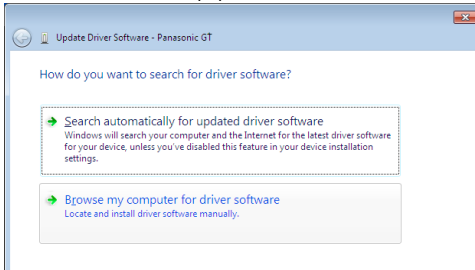 Update Driver Software - Panasonic GT
How do you want to search for driver software?
Search automatically for updated driver software
Windows will search your computer and the Internet for the latest driver software
for your device, unless you've disabled this feature in your device installation
settings.
Browse my computer for driver software
Locate and install driver software manually.